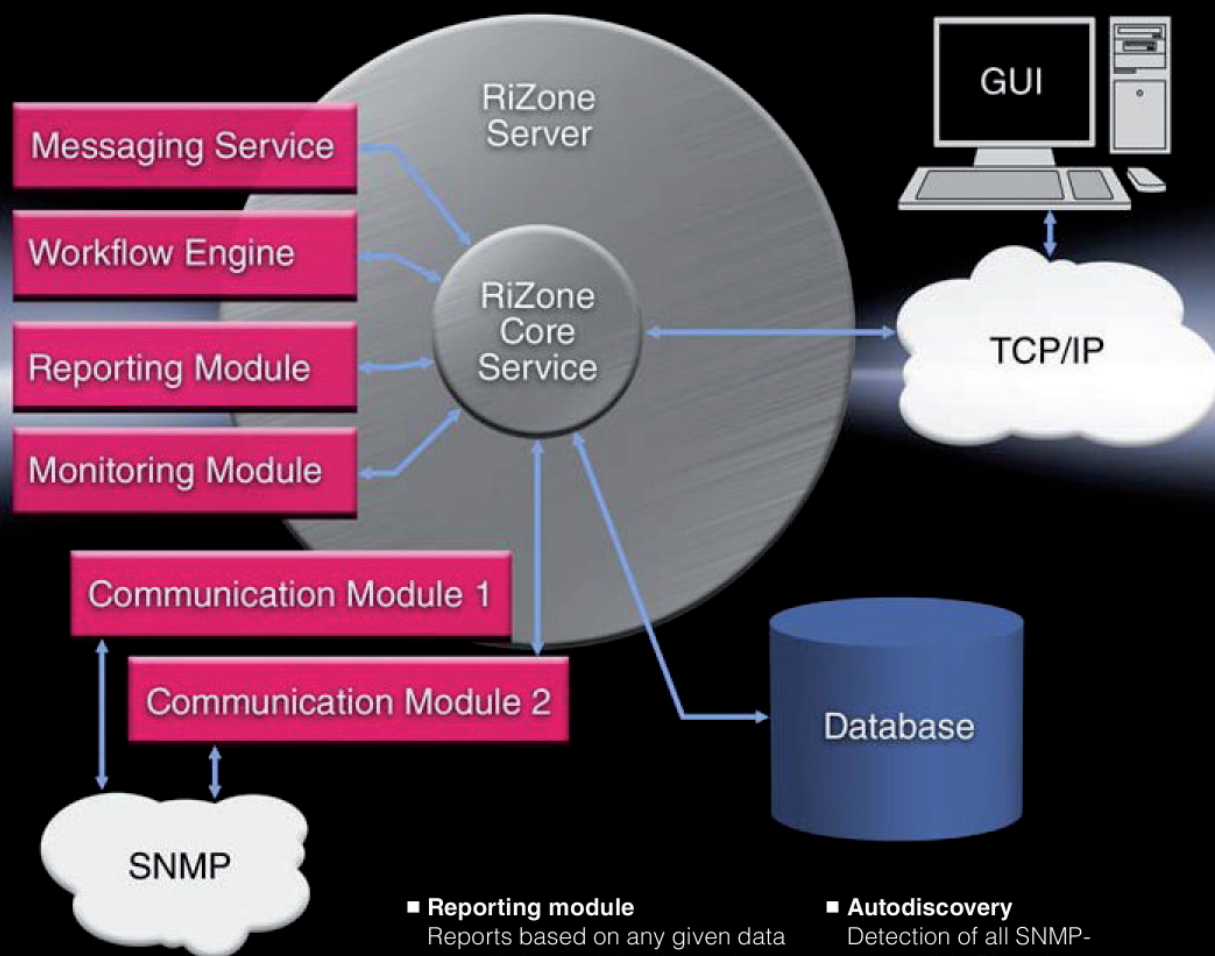 RiZone
Server
GUI
Messaging Service
Workflow Engine
Reporting Module
Monitoring Module
RiZone
Core
Service
TCP/IP
Communication Module 1
Communication Module 2
Database
SNMP
■ Reporting module
Reports based on any given data
■ Autodiscovery
Detection of all SNMP-